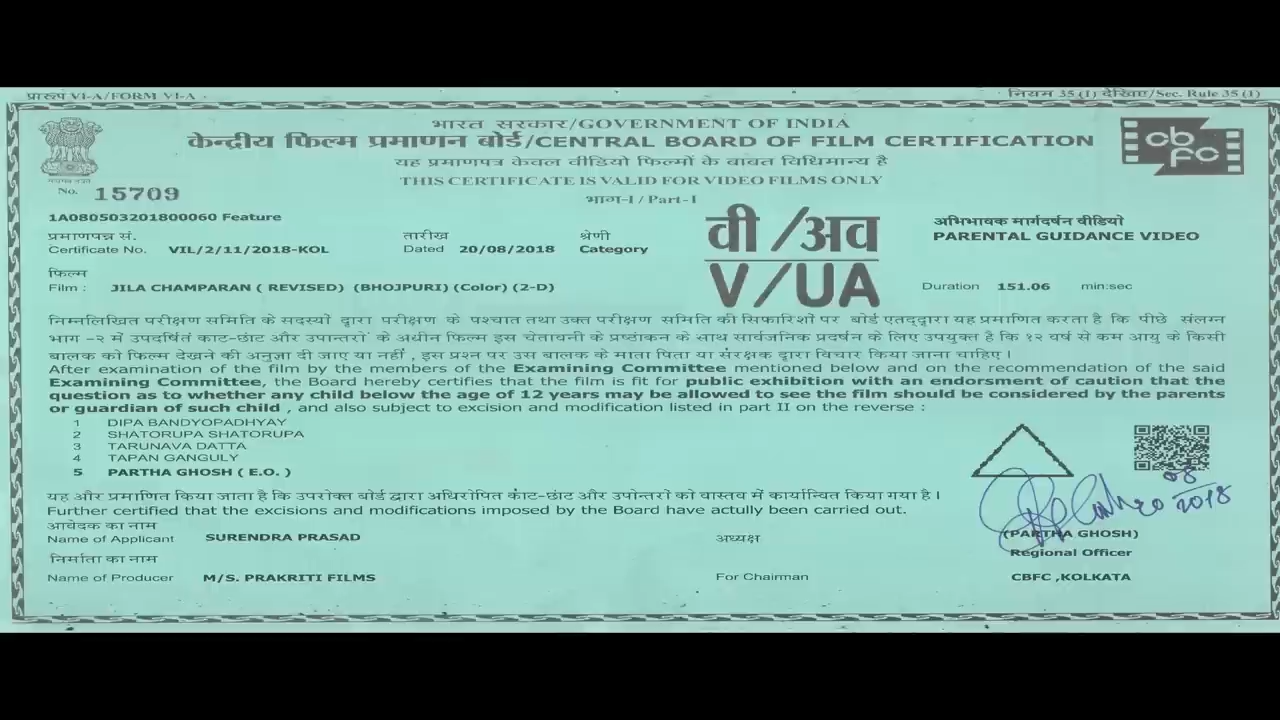 प्रारूप VI-A/FORM VI-A
नियम 35 (1) देखिए/Sec. Rule 35 (1)
भारत सरकार/GOVERNMENT OF INDIA
केन्द्रीय फिल्म प्रमाणन बोर्ड/CENTRAL BOARD OF FILM CERTIFICATION
cbfc
यह प्रमाणपत्र केवल वीडियो फिल्मों के बावत विधिमान्य है
THIS CERTIFICATE IS VALID FOR VIDEO FILMS ONLY
No. 15709
भाग-I / Part-I
1A080503201800060 Feature
प्रमाणपत्र सं. तारीख श्रेणी वी/अव अभिभावक मार्गदर्शन वीडियो
Certificate No. VIL/2/11/2018-KOL Dated 20/08/2018 Category V/UA PARENTAL GUIDANCE VIDEO
फिल्म
Film : JILA CHAMPARAN ( REVISED) (BHOJPURI) (Color) (2-D) Duration 151.06 min:sec
निम्नलिखित परीक्षण समिति के सदस्यों द्वारा परीक्षण के पश्चात तथा उक्त परीक्षण समिति की सिफारिशों पर बोर्ड एतद्द्वारा यह प्रमाणित करता है कि पीछे संलग्न
भाग -२ में उपदर्षित काट-छाँट और उपान्तरों के अधीन फिल्म इस चेतावनी के प्रष्ठांकन के साथ सार्वजनिक प्रदर्षन के लिए उपयुक्त है कि १२ वर्ष से कम आयु के किसी
बालक को फिल्म देखने की अनुज्ञा दी जाए या नहीं , इस प्रश्न पर उस बालक के माता पिता या संरक्षक द्वारा विचार किया जाना चाहिए।
After examination of the film by the members of the Examining Committee mentioned below and on the recommendation of the said
Examining Committee, the Board hereby certifies that the film is fit for public exhibition with an endorsment of caution that the
question as to whether any child below the age of 12 years may be allowed to see the film should be considered by the parents
or guardian of such child , and also subject to excision and modification listed in part II on the reverse :
1 DIPA BANDYOPADHYAY
2 SHATORUPA SHATORUPA
3 TARUNAVA DATTA
4 TAPAN GANGULY
5 PARTHA GHOSH ( E.O. )
यह और प्रमाणित किया जाता है कि उपरोक्त बोर्ड द्वारा अधिरोपित काट-छांट और उपोन्तरों को वास्तव में कार्यान्वित किया गया है।
Further certified that the excisions and modifications imposed by the Board have actully been carried out.
20 08 2018
आवेदक का नाम
Name of Applicant SURENDRA PRASAD अध्यक्ष (PARTHA GHOSH)
Regional Officer
निर्माता का नाम
Name of Producer M/S. PRAKRITI FILMS For Chairman CBFC ,KOLKATA